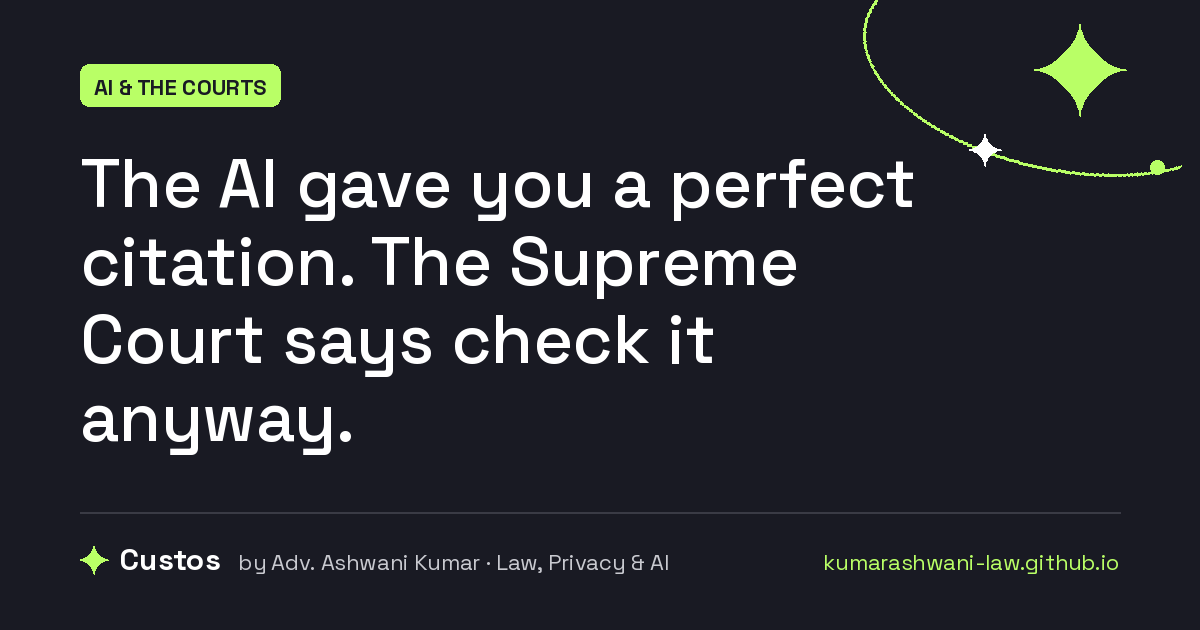 AI & THE COURTS
The AI gave you a perfect
citation. The Supreme
Court says check it
anyway.
Custos by Adv. Ashwani Kumar · Law, Privacy & AI kumarashwani-law.github.io